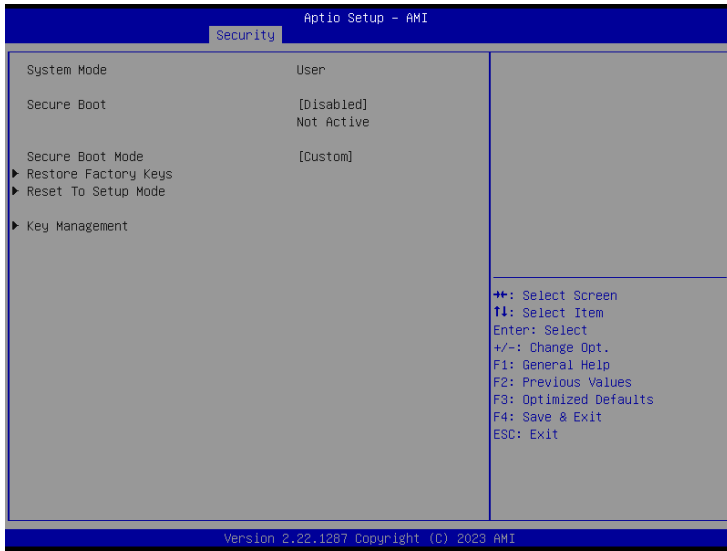 Aptio Setup – AMI
Security
System Mode User
Secure Boot [Disabled]
Not Active
Secure Boot Mode [Custom]
▶ Restore Factory Keys
▶ Reset To Setup Mode
▶ Key Management
→←: Select Screen
↑↓: Select Item
Enter: Select
+/-: Change Opt.
F1: General Help
F2: Previous Values
F3: Optimized Defaults
F4: Save & Exit
ESC: Exit
Version 2.22.1287 Copyright (C) 2023 AMI